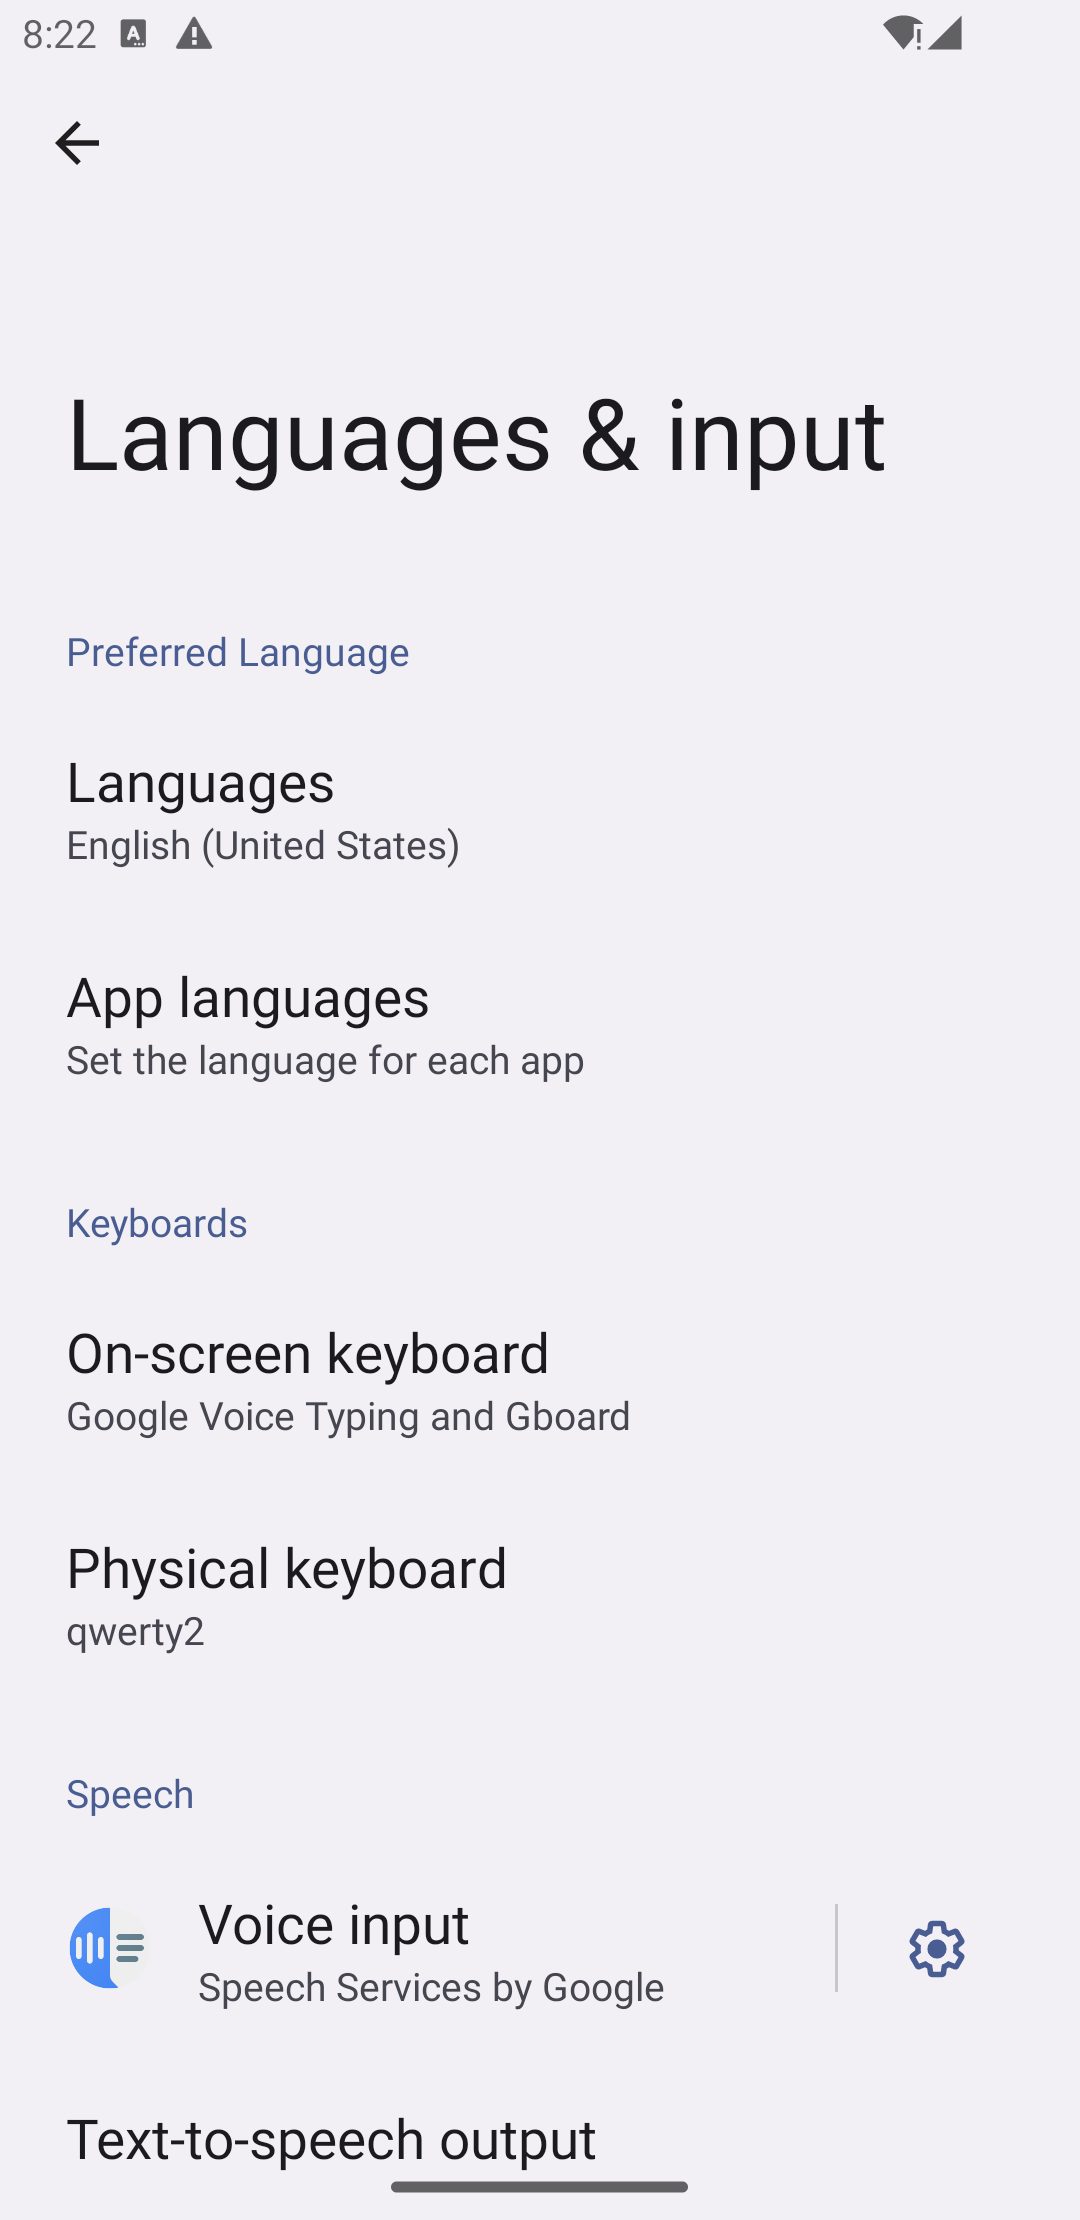 8:22
Languages & input
Preferred Language
Languages
English (United States)
App languages
Set the language for each app
Keyboards
On-screen keyboard
Google Voice Typing and Gboard
Physical keyboard
qwerty2
Speech
Voice input
Speech Services by Google
Text-to-speech output